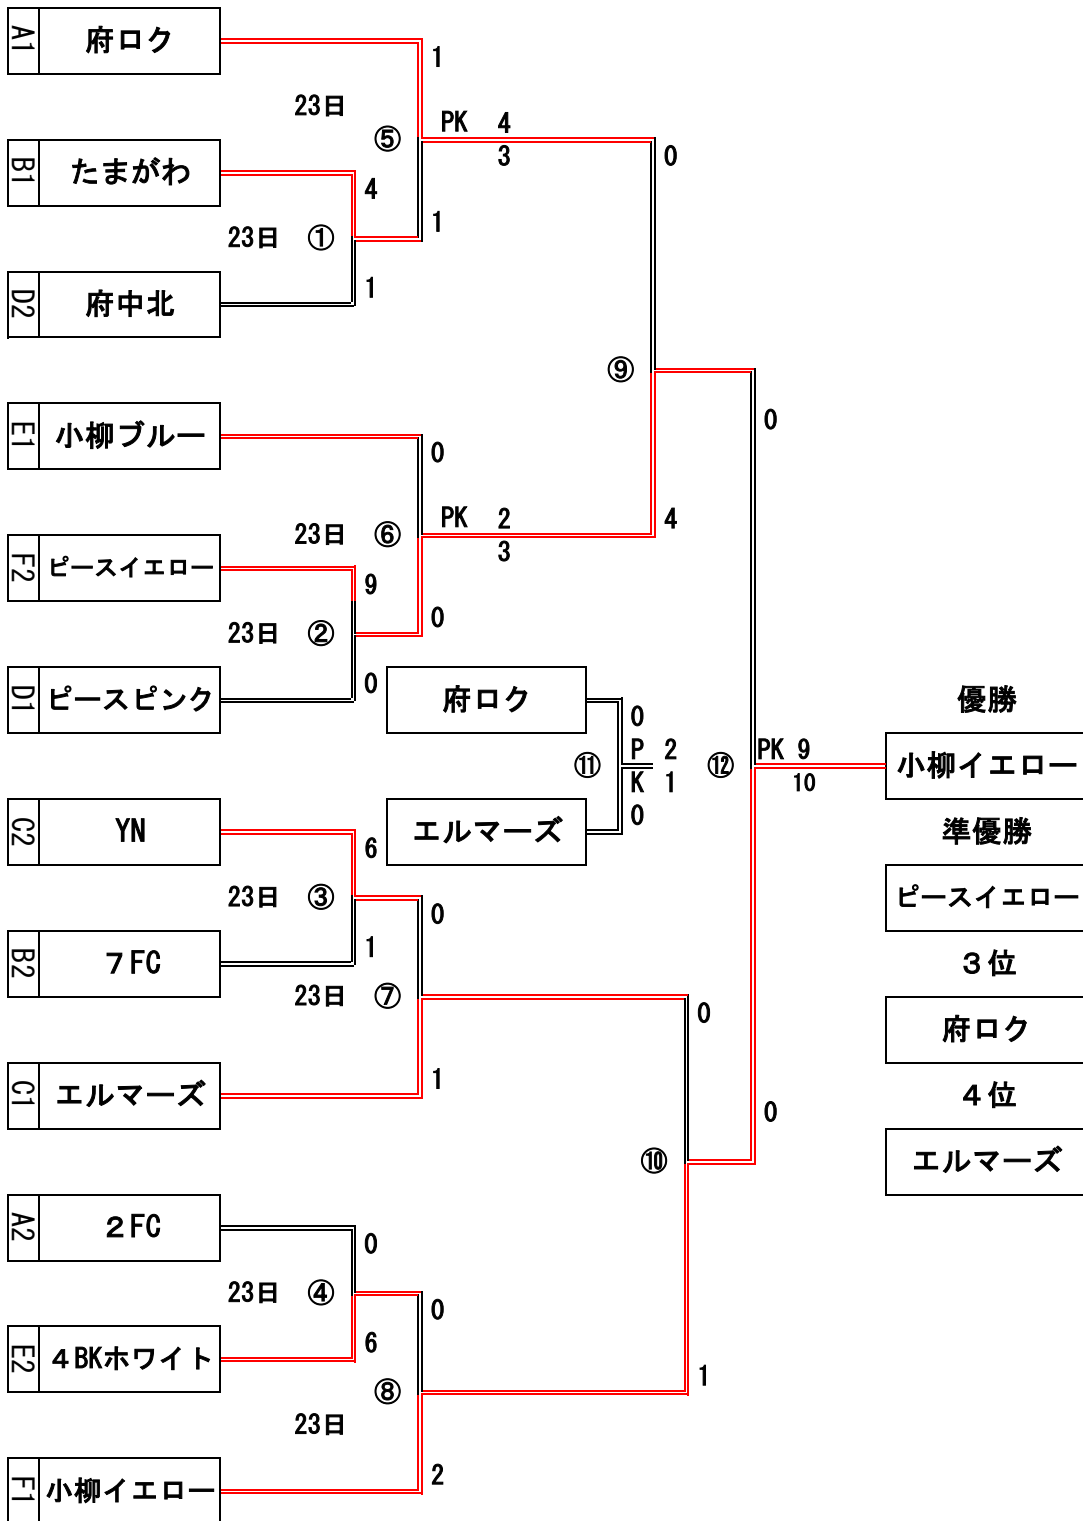 A1 府ロク
1
23日
⑤
PK 4
3
0
B1 たまがわ
4
23日 ①
1
D2 府中北
1
⑨
0
E1 小柳ブルー
0
23日 ⑥
PK 2
3
4
F2 ピースイエロー
9
23日 ②
0
D1 ピースピンク
0
府ロク
0
⑪
P 2
K 1
0
エルマーズ
⑫
PK 9
10
優勝
小柳イエロー
準優勝
ピースイエロー
3位
府ロク
4位
エルマーズ
C2 YN
6
23日 ③
0
B2 7FC
1
23日 ⑦
0
C1 エルマーズ
1
0
⑩
A2 2FC
0
23日 ④
0
E2 4BKホワイト
6
⑧
1
23日
F1 小柳イエロー
2